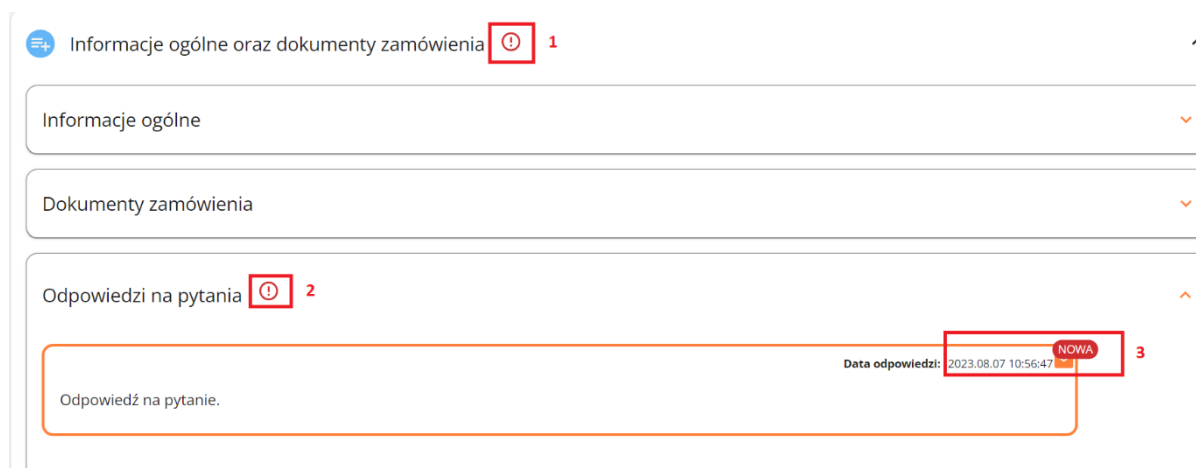 Informacje ogólne oraz dokumenty zamówienia 1
Informacje ogólne
Dokumenty zamówienia
Odpowiedzi na pytania 2
NOWA
Data odpowiedzi: 2023.08.07 10:56:47 3
Odpowiedź na pytanie.